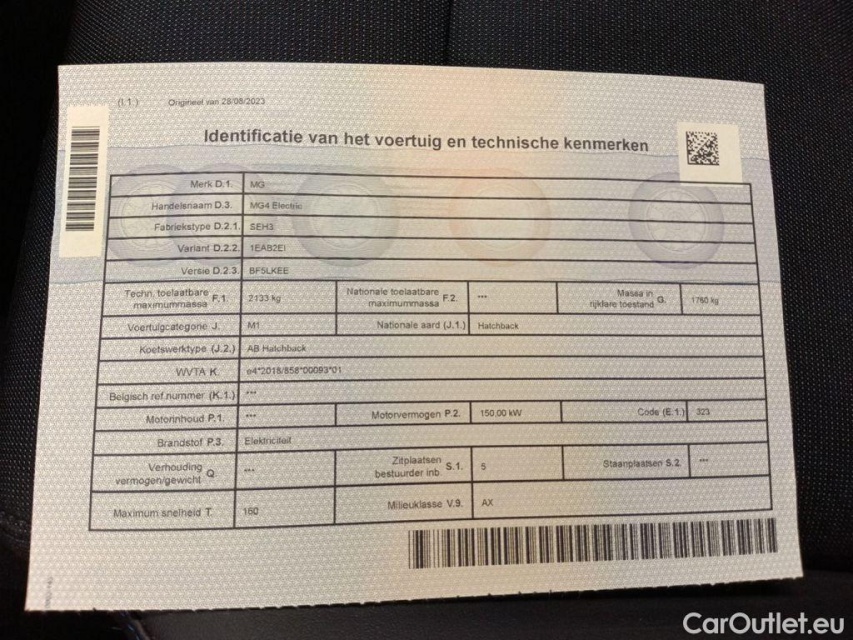 (I.1.) Origineel van 28/08/2023
Identificatie van het voertuig en technische kenmerken
Merk D.1. MG
Handelsnaam D.3. MG4 Electric
Fabriekstype D.2.1. SEH3
Variant D.2.2. 1EAB2EI
Versie D.2.3. BF5LKEE
Techn. toelaatbare maximummassa F.1. 2133 kg Nationale toelaatbare maximummassa F.2. *** Massa in rijklare toestand G. 1760 kg
Voertuigcategorie J. M1 Nationale aard (J.1.) Hatchback
Koetswerktype (J.2.) AB Hatchback
WVTA K. e4*2018/858*00093*01
Belgisch ref.nummer (K.1.) ***
Motorinhoud P.1. *** Motorvermogen P.2. 150,00 kW Code (E.1.) 323
Brandstof P.3. Elektriciteit
Verhouding vermogen/gewicht Q. *** Zitplaatsen bestuurder inb. S.1. 5 Staanplaatsen S.2. ***
Maximum snelheid T. 160 Milieuklasse V.9. AX
CarOutlet.eu